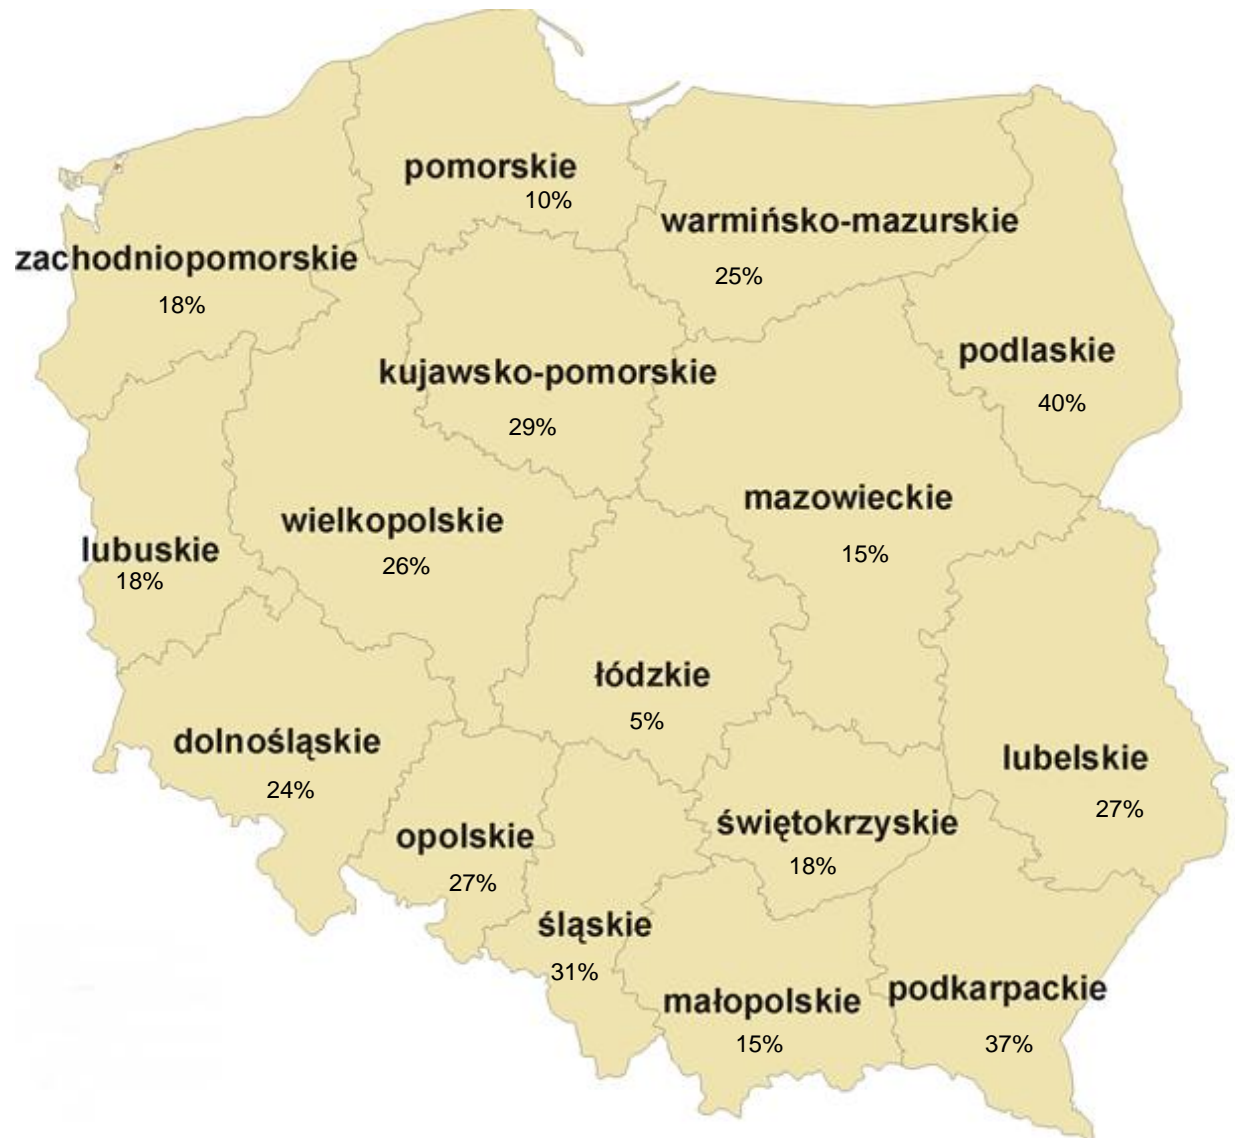 pomorskie
10%
warmińsko-mazurskie
25%
zachodniopomorskie
18%
podlaskie
40%
kujawsko-pomorskie
29%
mazowieckie
15%
wielkopolskie
26%
lubuskie
18%
łódzkie
5%
dolnośląskie
24%
lubelskie
27%
opolskie
27%
świętokrzyskie
18%
śląskie
31%
małopolskie
15%
podkarpackie
37%